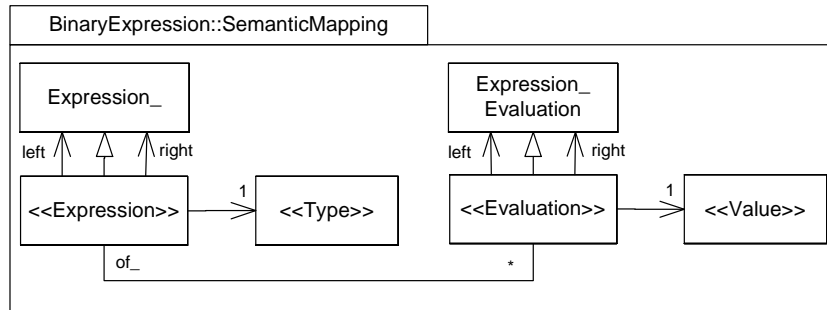 BinaryExpression::SemanticMapping
Expression_
Expression_
Evaluation
left
right
left
right
<<Expression>>
1
<<Type>>
<<Evaluation>>
1
<<Value>>
of_
*